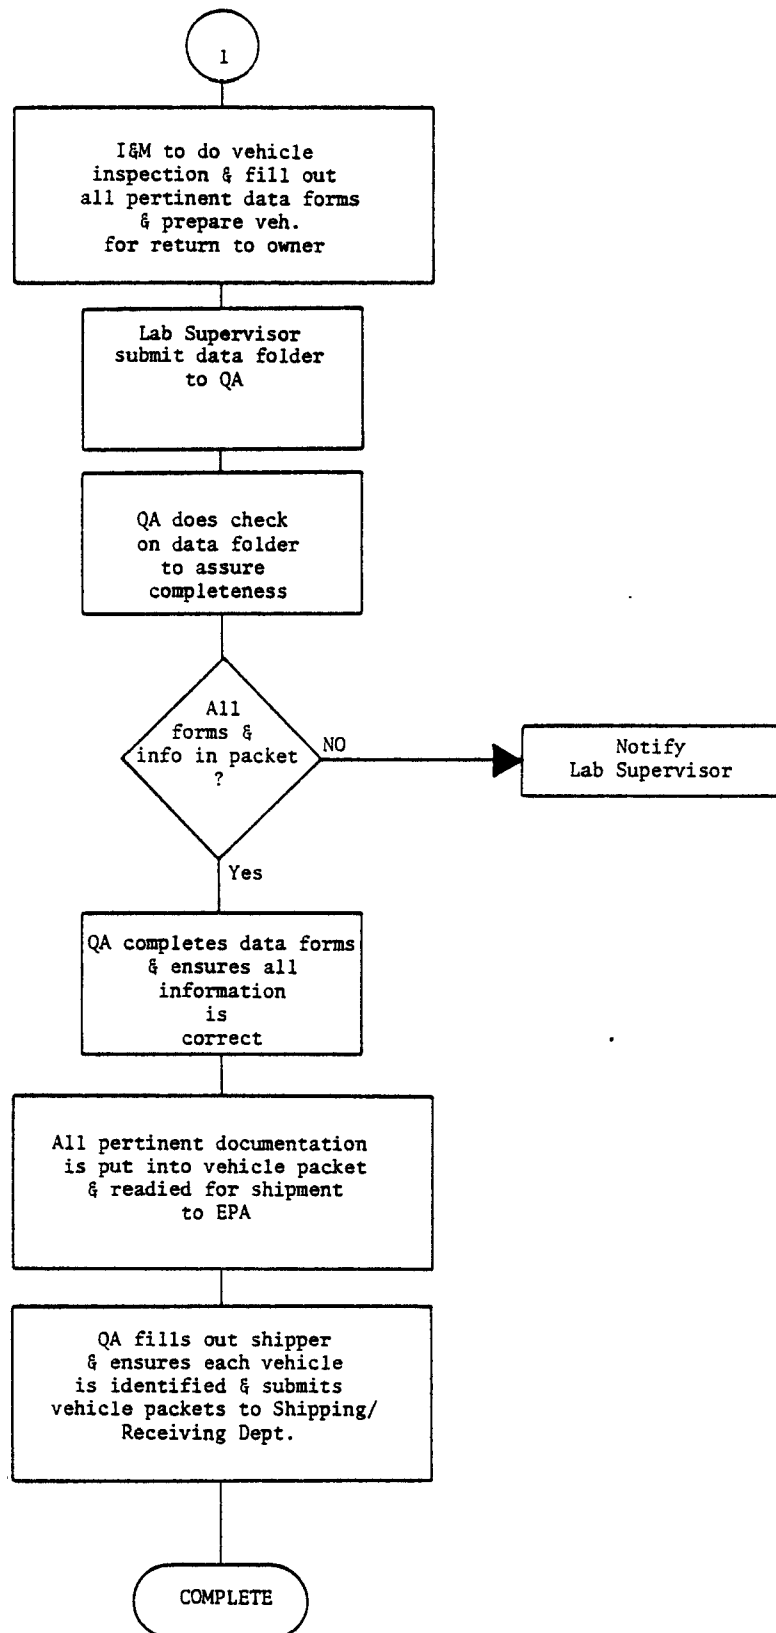 1
I&M to do vehicle
inspection & fill out
all pertinent data forms
& prepare veh.
for return to owner
Lab Supervisor
submit data folder
to QA
QA does check
on data folder
to assure
completeness
All
forms &
info in packet
?
NO
Notify
Lab Supervisor
Yes
QA completes data forms
& ensures all
information
is
correct
All pertinent documentation
is put into vehicle packet
& readied for shipment
to EPA
QA fills out shipper
& ensures each vehicle
is identified & submits
vehicle packets to Shipping/
Receiving Dept.
COMPLETE